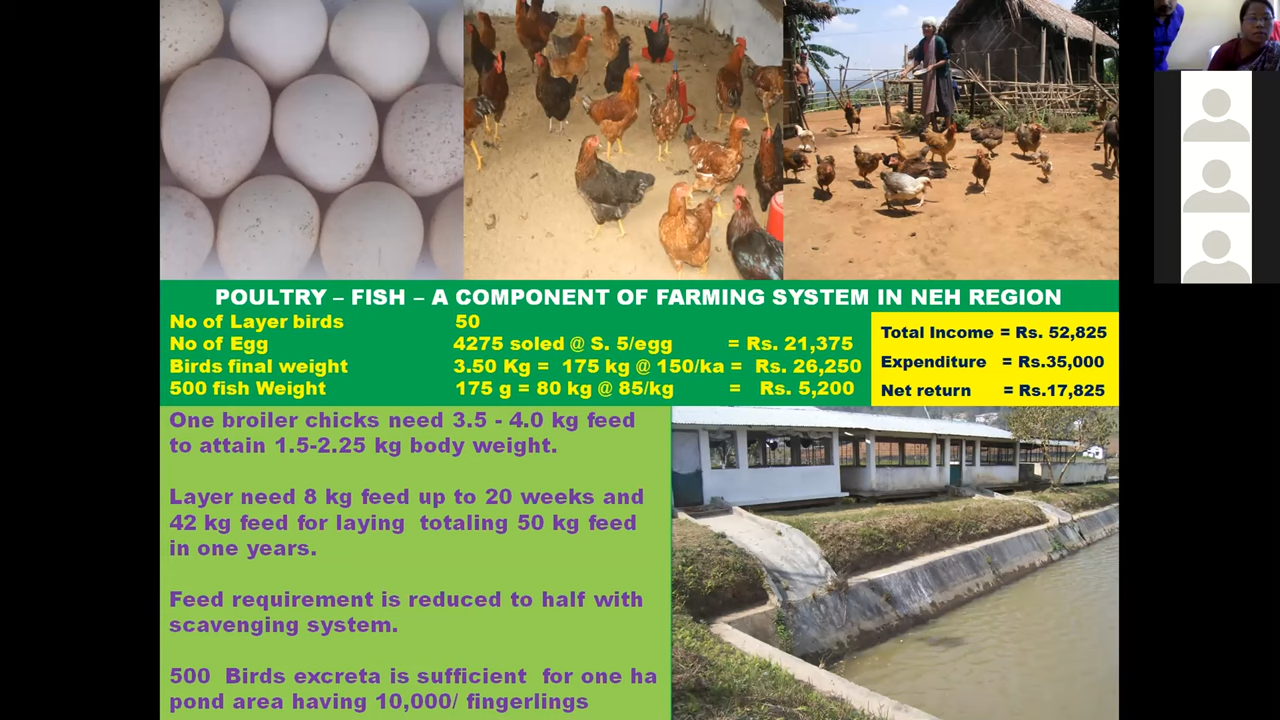 POULTRY – FISH – A COMPONENT OF FARMING SYSTEM IN NEH REGION
No of Layer birds 50
No of Egg 4275 soled @ S. 5/egg = Rs. 21,375
Birds final weight 3.50 Kg = 175 kg @ 150/ka = Rs. 26,250
500 fish Weight 175 g = 80 kg @ 85/kg = Rs. 5,200
Total Income = Rs. 52,825
Expenditure = Rs.35,000
Net return = Rs.17,825
One broiler chicks need 3.5 - 4.0 kg feed
to attain 1.5-2.25 kg body weight.
Layer need 8 kg feed up to 20 weeks and
42 kg feed for laying totaling 50 kg feed
in one years.
Feed requirement is reduced to half with
scavenging system.
500 Birds excreta is sufficient for one ha
pond area having 10,000/ fingerlings